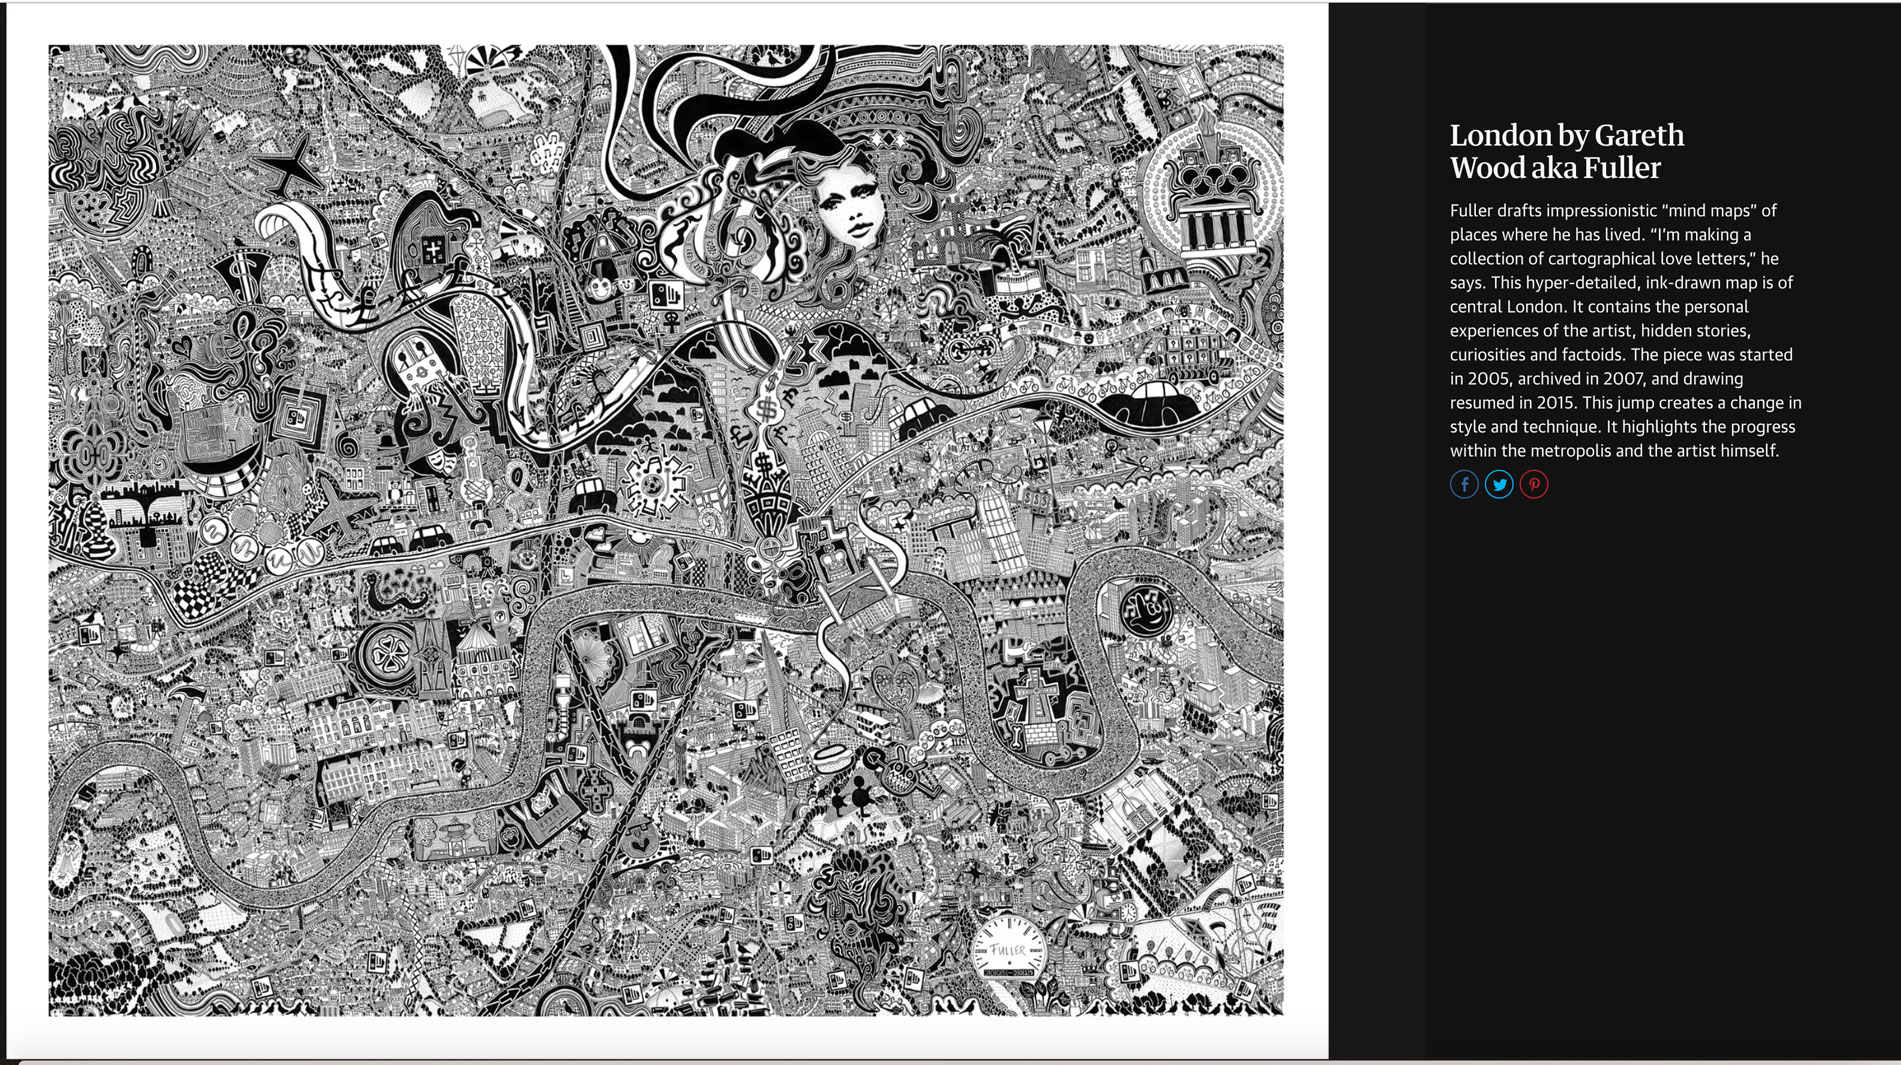 London by Gareth
Wood aka Fuller
Fuller drafts impressionistic “mind maps” of
places where he has lived. “I’m making a
collection of cartographical love letters,” he
says. This hyper-detailed, ink-drawn map is of
central London. It contains the personal
experiences of the artist, hidden stories,
curiosities and factoids. The piece was started
in 2005, archived in 2007, and drawing
resumed in 2015. This jump creates a change in
style and technique. It highlights the progress
within the metropolis and the artist himself.
FULLER
2005-2015